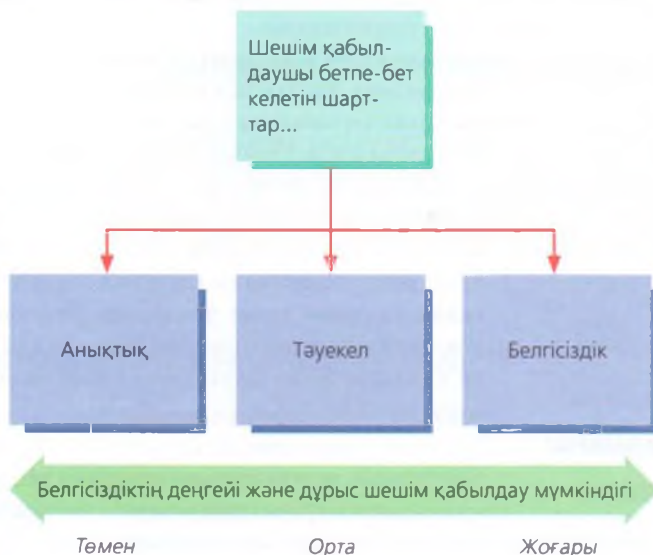 Шешім қабыл-
даушы бетпе-бет
келетін шарт-
тар...
Анықтық
Тәуекел
Белгісіздік
Белгісіздіктің деңгейі және дұрыс шешім қабылдау мүмкіндігі
Төмен
Орта
Жоғары